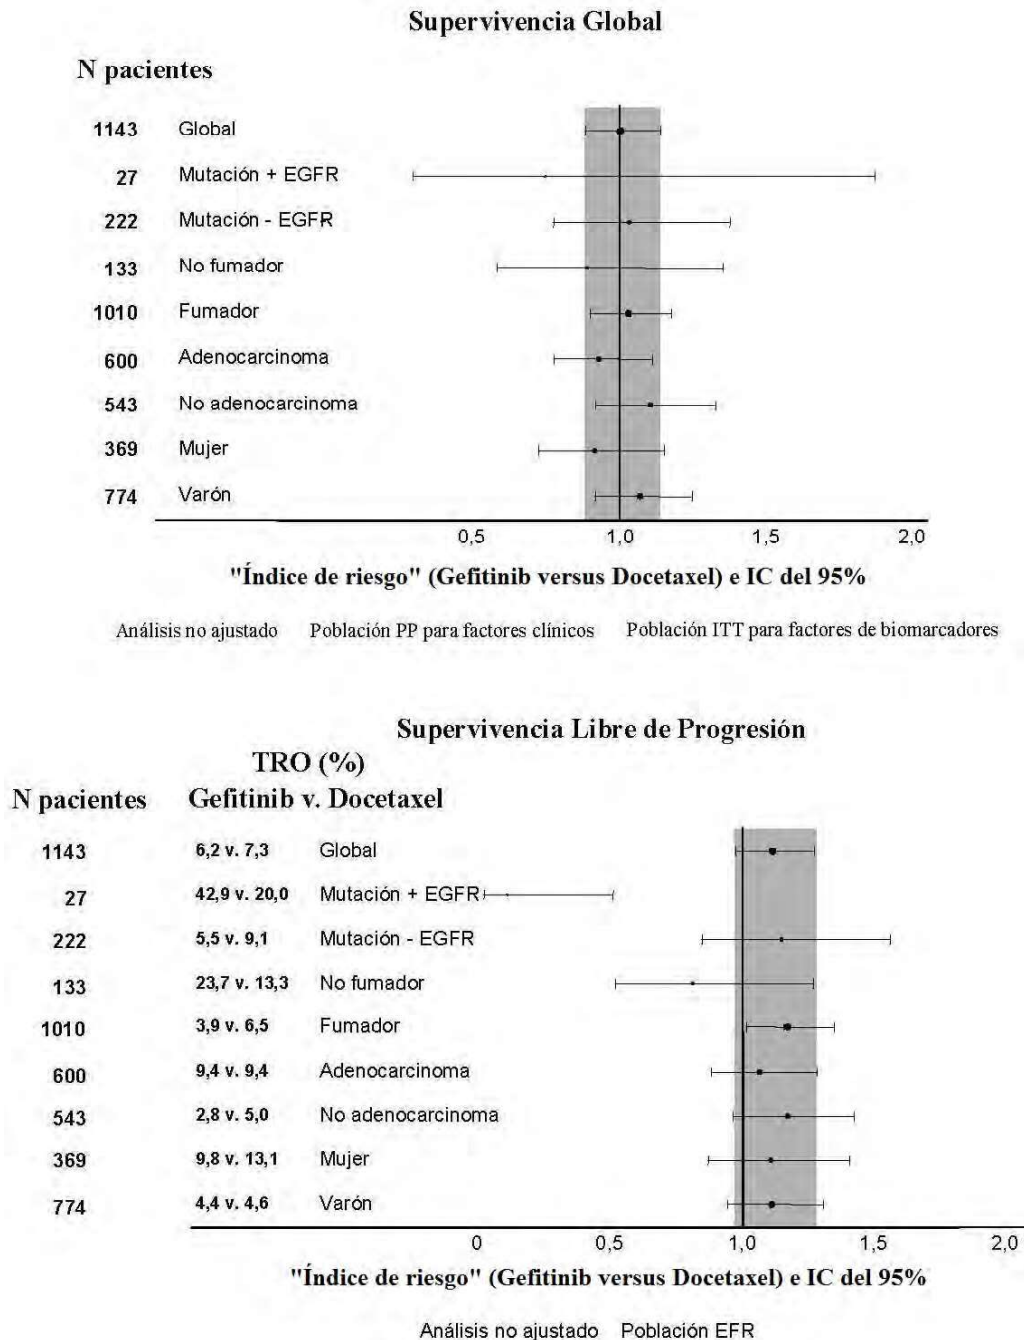 Supervivencia Global
N pacientes
1143 Global
27 Mutación + EGFR
222 Mutación - EGFR
133 No fumador
1010 Fumador
600 Adenocarcinoma
543 No adenocarcinoma
369 Mujer
774 Varón
0,5 1,0 1,5 2,0
"Índice de riesgo" (Gefitinib versus Docetaxel) e IC del 95%
Análisis no ajustado Población PP para factores clínicos Población ITT para factores de biomarcadores
Supervivencia Libre de Progresión
TRO (%)
N pacientes Gefitinib v. Docetaxel
1143 6,2 v. 7,3 Global
27 42,9 v. 20,0 Mutación + EGFR
222 5,5 v. 9,1 Mutación - EGFR
133 23,7 v. 13,3 No fumador
1010 3,9 v. 6,5 Fumador
600 9,4 v. 9,4 Adenocarcinoma
543 2,8 v. 5,0 No adenocarcinoma
369 9,8 v. 13,1 Mujer
774 4,4 v. 4,6 Varón
0 0,5 1,0 1,5 2,0
"Índice de riesgo" (Gefitinib versus Docetaxel) e IC del 95%
Análisis no ajustado Población EFR